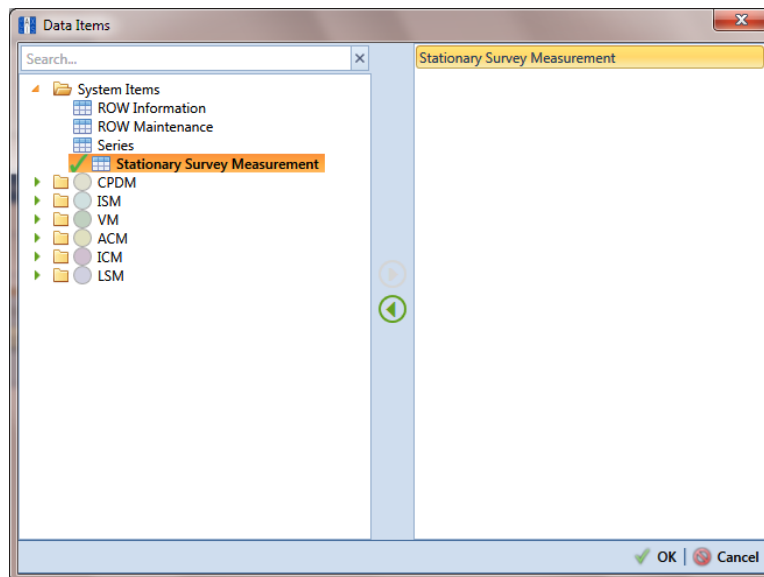 Data Items
Search...
Stationary Survey Measurement
System Items
ROW Information
ROW Maintenance
Series
Stationary Survey Measurement
CPDM
ISM
VM
ACM
ICM
LSM
OK | Cancel